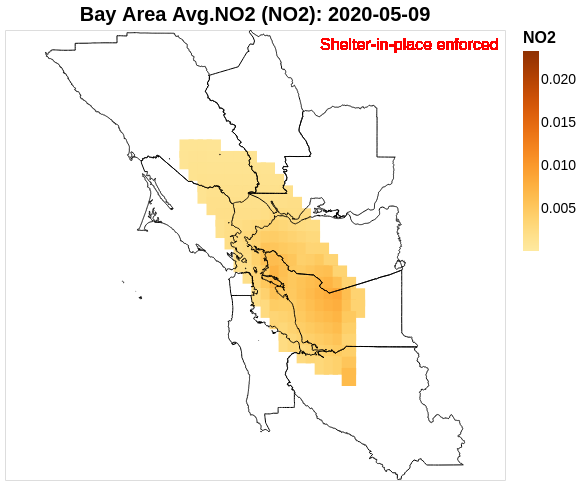 Bay Area Avg.NO2 (NO2): 2020-05-09
Shelter-in-place enforced
NO2
0.020
0.015
0.010
0.005